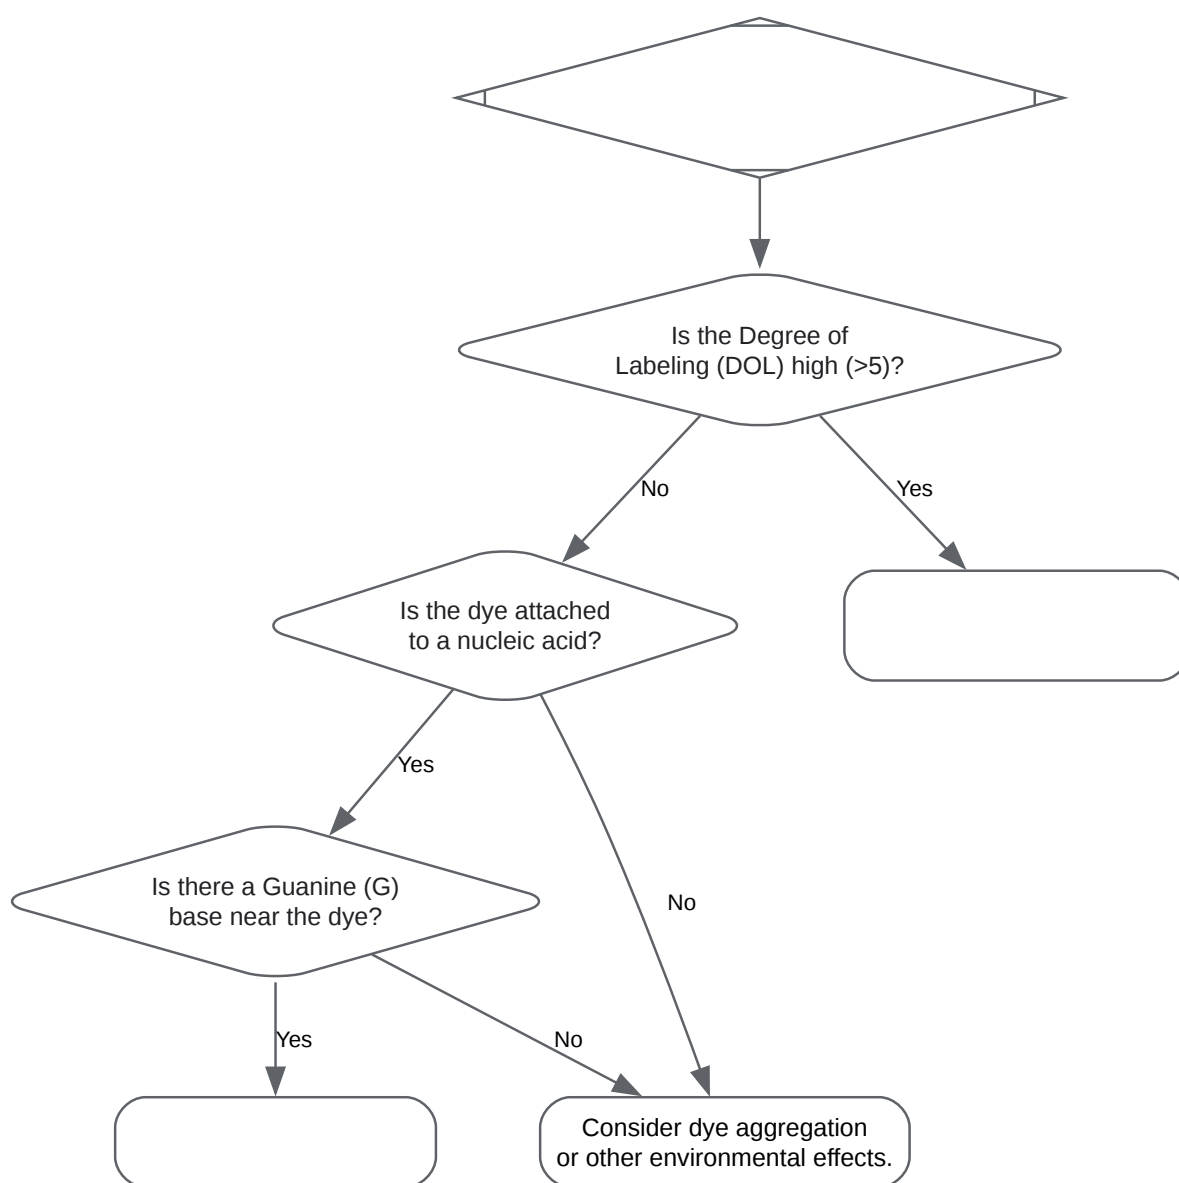 Is the Degree of
Labeling (DOL) high (>5)?
No
Yes
Is the dye attached
to a nucleic acid?
Yes
Is there a Guanine (G)
base near the dye?
No
Yes
No
Consider dye aggregation
or other environmental effects.